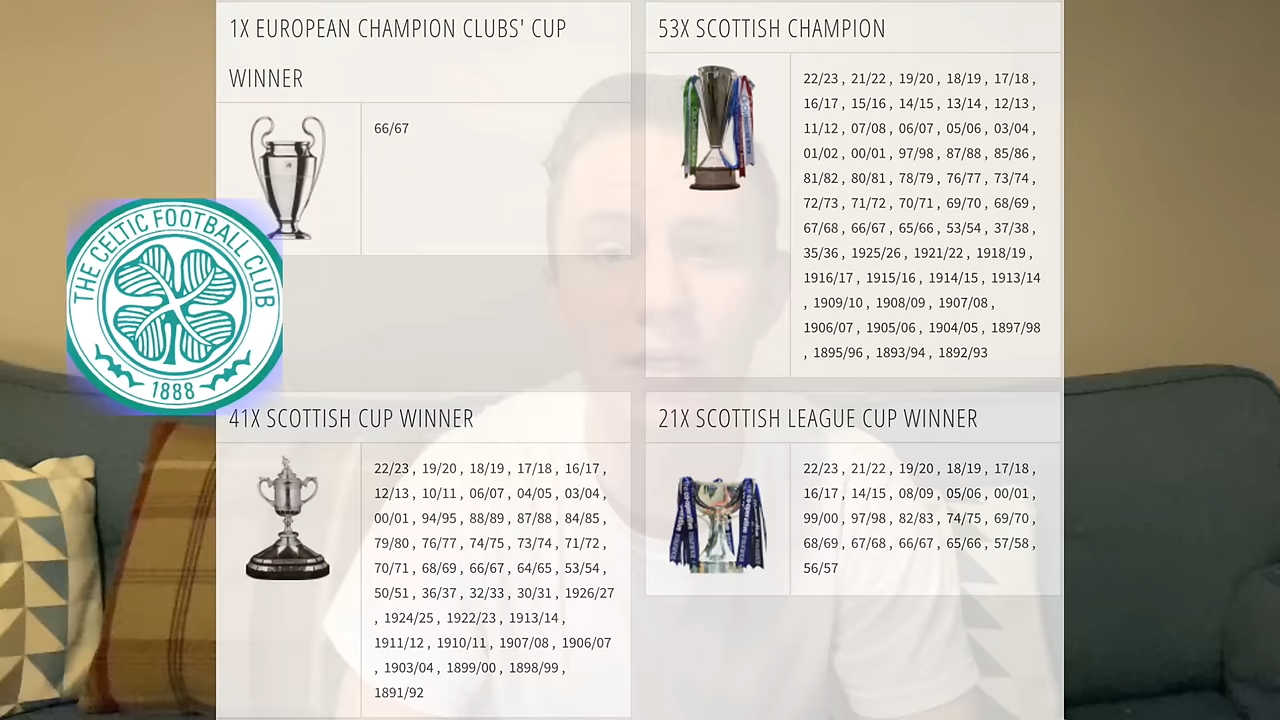 1X EUROPEAN CHAMPION CLUBS' CUP
WINNER
66/67
53X SCOTTISH CHAMPION
22/23 , 21/22 , 19/20 , 18/19 , 17/18 ,
16/17 , 15/16 , 14/15 , 13/14 , 12/13 ,
11/12 , 07/08 , 06/07 , 05/06 , 03/04 ,
01/02 , 00/01 , 97/98 , 87/88 , 85/86 ,
81/82 , 80/81 , 78/79 , 76/77 , 73/74 ,
72/73 , 71/72 , 70/71 , 69/70 , 68/69 ,
67/68 , 66/67 , 65/66 , 53/54 , 37/38 ,
35/36 , 1925/26 , 1921/22 , 1918/19 ,
1916/17 , 1915/16 , 1914/15 , 1913/14
, 1909/10 , 1908/09 , 1907/08 ,
1906/07 , 1905/06 , 1904/05 , 1897/98
, 1895/96 , 1893/94 , 1892/93
THE CELTIC FOOTBALL CLUB
1888
41X SCOTTISH CUP WINNER
22/23 , 19/20 , 18/19 , 17/18 , 16/17 ,
12/13 , 10/11 , 06/07 , 04/05 , 03/04 ,
00/01 , 94/95 , 88/89 , 87/88 , 84/85 ,
79/80 , 76/77 , 74/75 , 73/74 , 71/72 ,
70/71 , 68/69 , 66/67 , 64/65 , 53/54 ,
50/51 , 36/37 , 32/33 , 30/31 , 1926/27
, 1924/25 , 1922/23 , 1913/14 ,
1911/12 , 1910/11 , 1907/08 , 1906/07
, 1903/04 , 1899/00 , 1898/99 ,
1891/92
21X SCOTTISH LEAGUE CUP WINNER
22/23 , 21/22 , 19/20 , 18/19 , 17/18 ,
16/17 , 14/15 , 08/09 , 05/06 , 00/01 ,
99/00 , 97/98 , 82/83 , 74/75 , 69/70 ,
68/69 , 67/68 , 66/67 , 65/66 , 57/58 ,
56/57